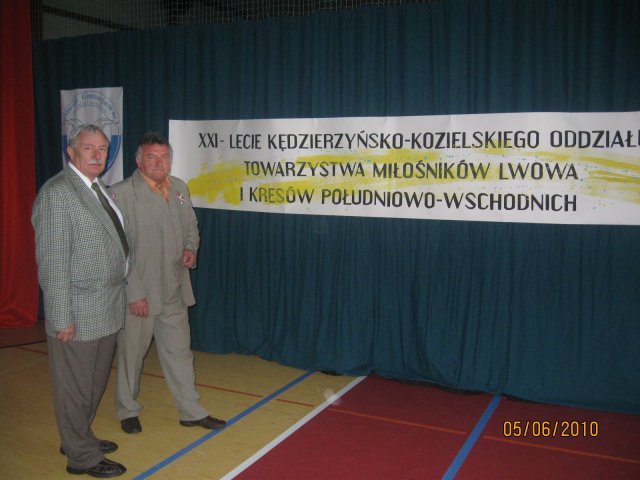 XXI - LECIE KĘDZIERZYŃSKO-KOZIELSKIEGO ODDZIAŁU
TOWARZYSTWA MIŁOŚNIKÓW LWOWA
I KRESÓW POŁUDNIOWO-WSCHODNICH
05/06/2010